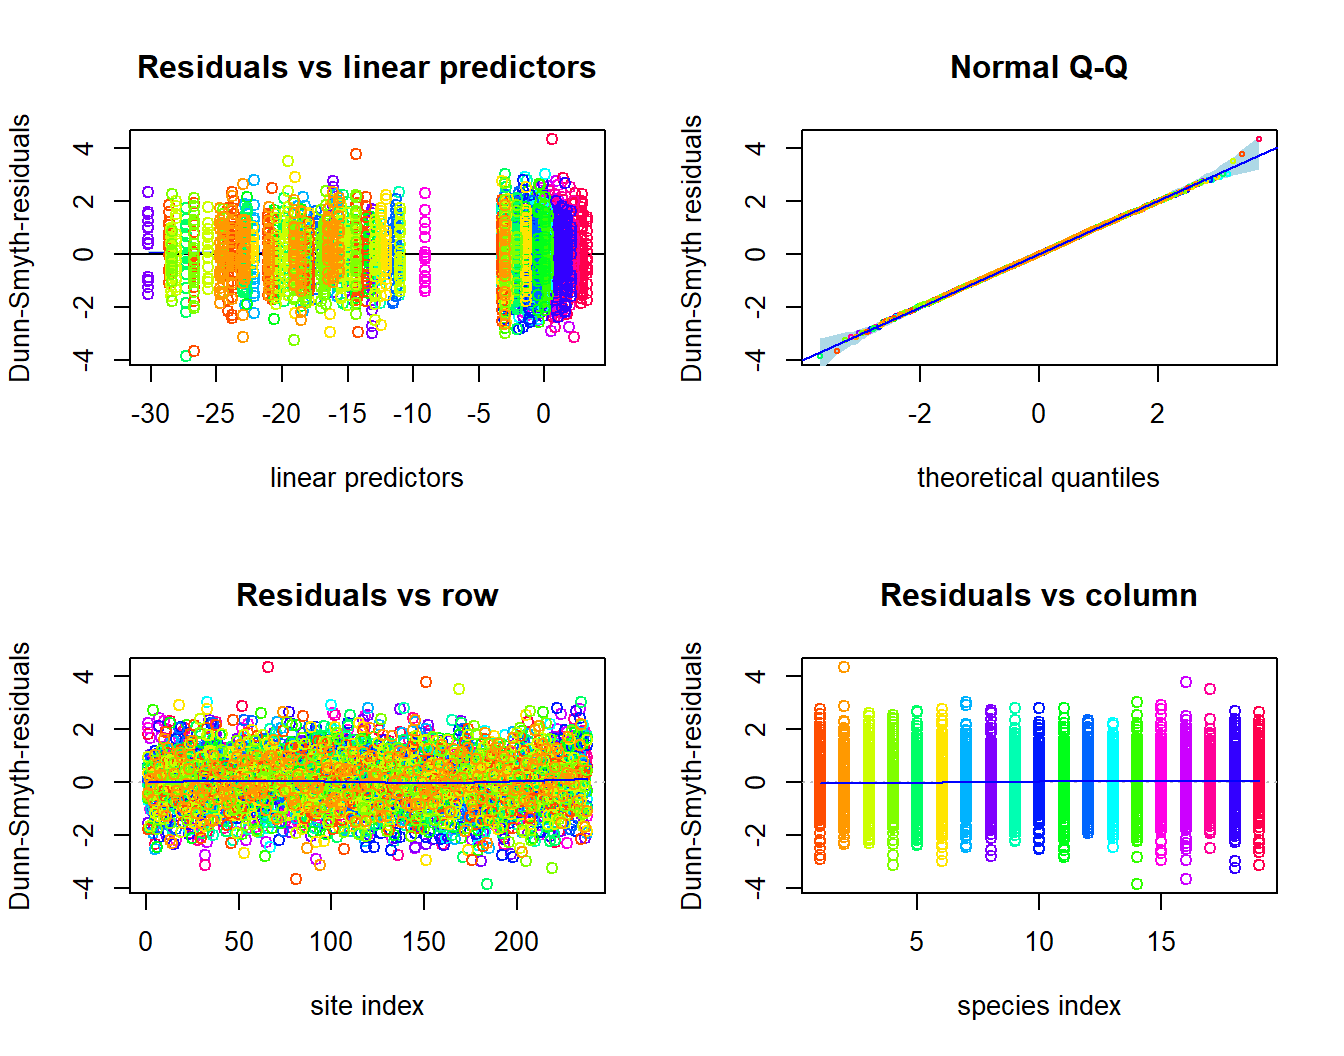 Residuals vs linear predictors
Dunn-Smyth-residuals
4
2
0
-2
-4
-30 -25 -20 -15 -10 -5 0
linear predictors
Normal Q-Q
Dunn-Smyth residuals
4
2
0
-2
-4
-2 0 2
theoretical quantiles
Residuals vs row
Dunn-Smyth-residuals
4
2
0
-2
-4
0 50 100 150 200
site index
Residuals vs column
Dunn-Smyth-residuals
4
2
0
-2
-4
5 10 15
species index